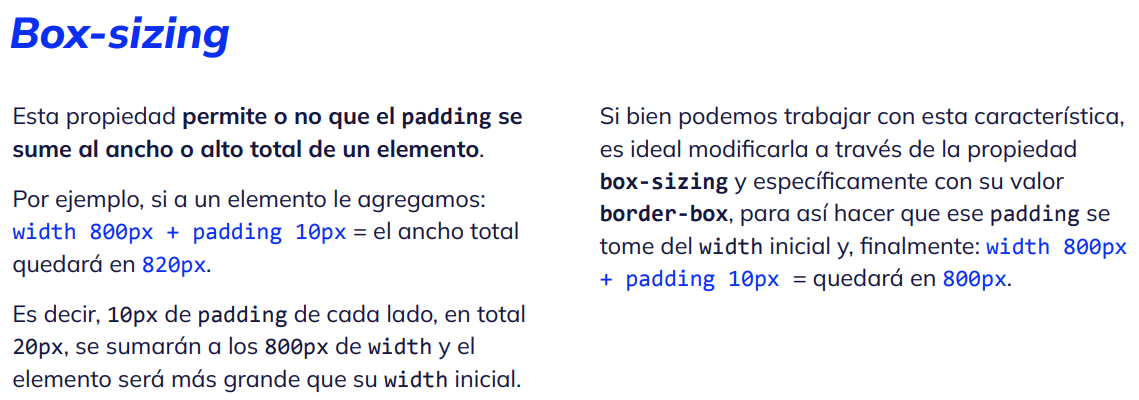 Box-sizing
Esta propiedad permite o no que el padding se
sume al ancho o alto total de un elemento.
Por ejemplo, si a un elemento le agregamos:
width 800px + padding 10px = el ancho total
quedará en 820px.
Es decir, 10px de padding de cada lado, en total
20px, se sumarán a los 800px de width y el
elemento será más grande que su width inicial.
Si bien podemos trabajar con esta característica,
es ideal modificarla a través de la propiedad
box-sizing y específicamente con su valor
border-box, para así hacer que ese padding se
tome del width inicial y, finalmente: width 800px
+ padding 10px = quedará en 800px.